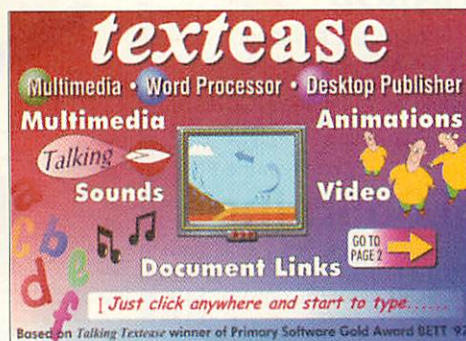 textease
Multimedia • Word Processor • Desktop Publisher
Multimedia
Animations
Talking
Sounds
Video
GO TO
PAGE 2
Document Links
Just click anywhere and start to type......
Based on Talking Textease winner of Primary Software Gold Award BETT
a
b
c
d
e
f